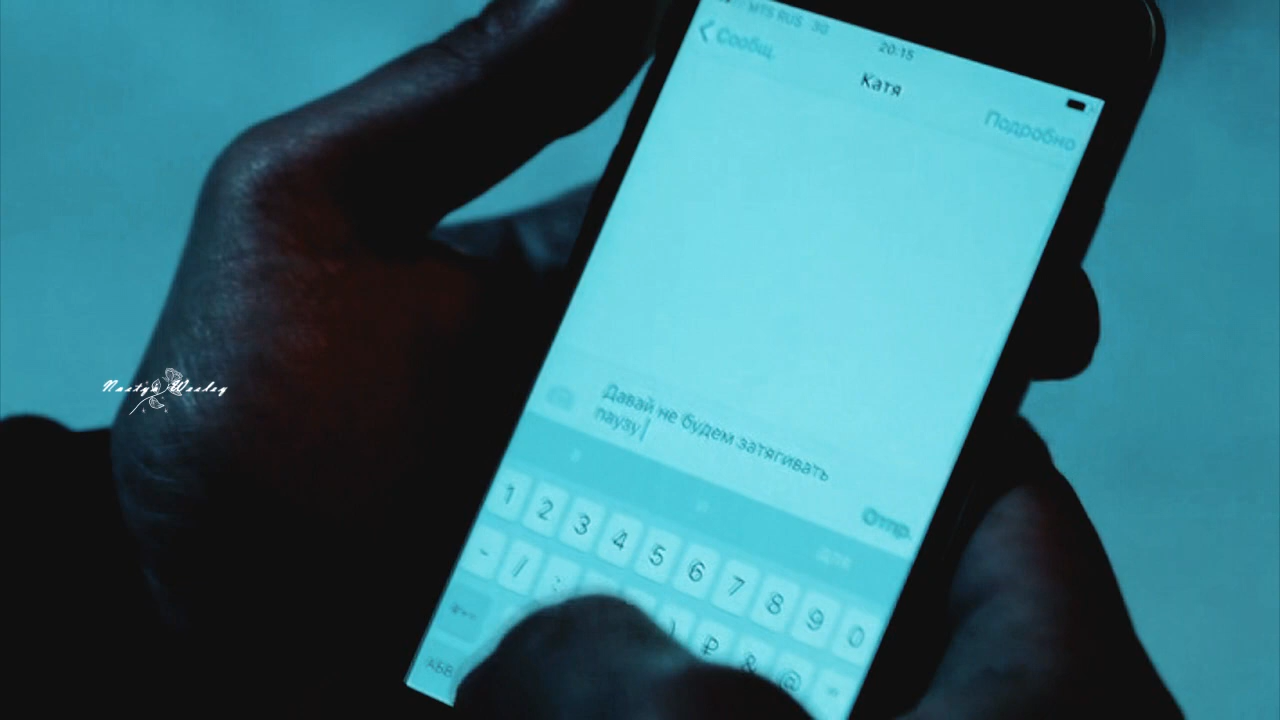 MTS RUS 3G
20:15
Сообщ.
Катя
Подробно
Давай не будем затягивать
паузу
Отпр.
для
1 2 3 4 5 6 7 8 9 0
- / :
) ₽ & @ "
#+=
АБВ
Nastya Wesley